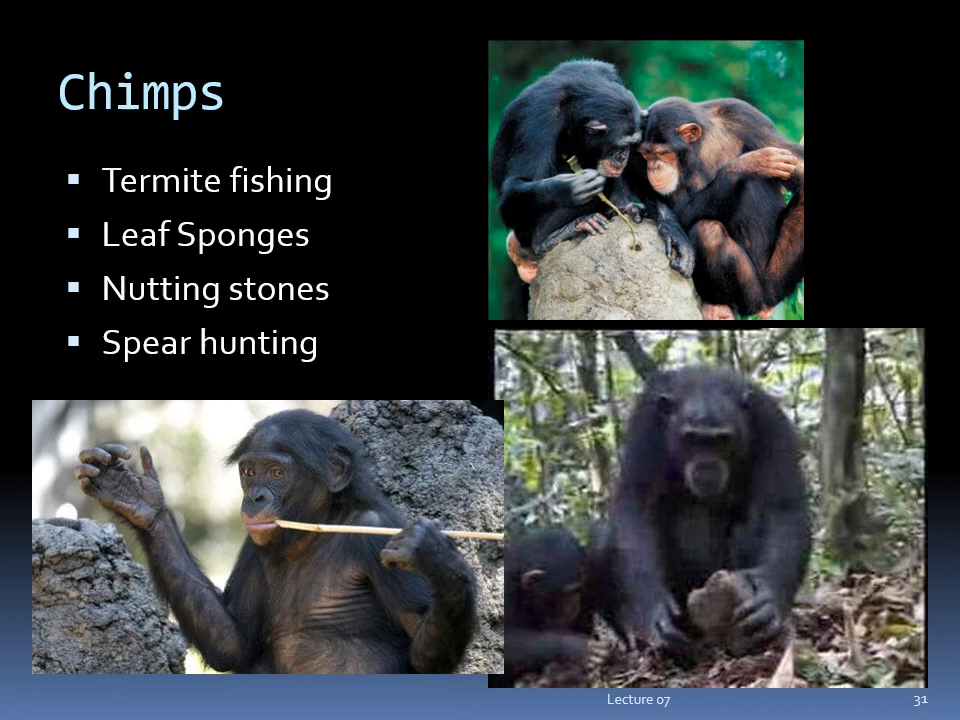 Chimps
Termite fishing
Leaf Sponges
Nutting stones
Spear hunting
Lecture 07
31